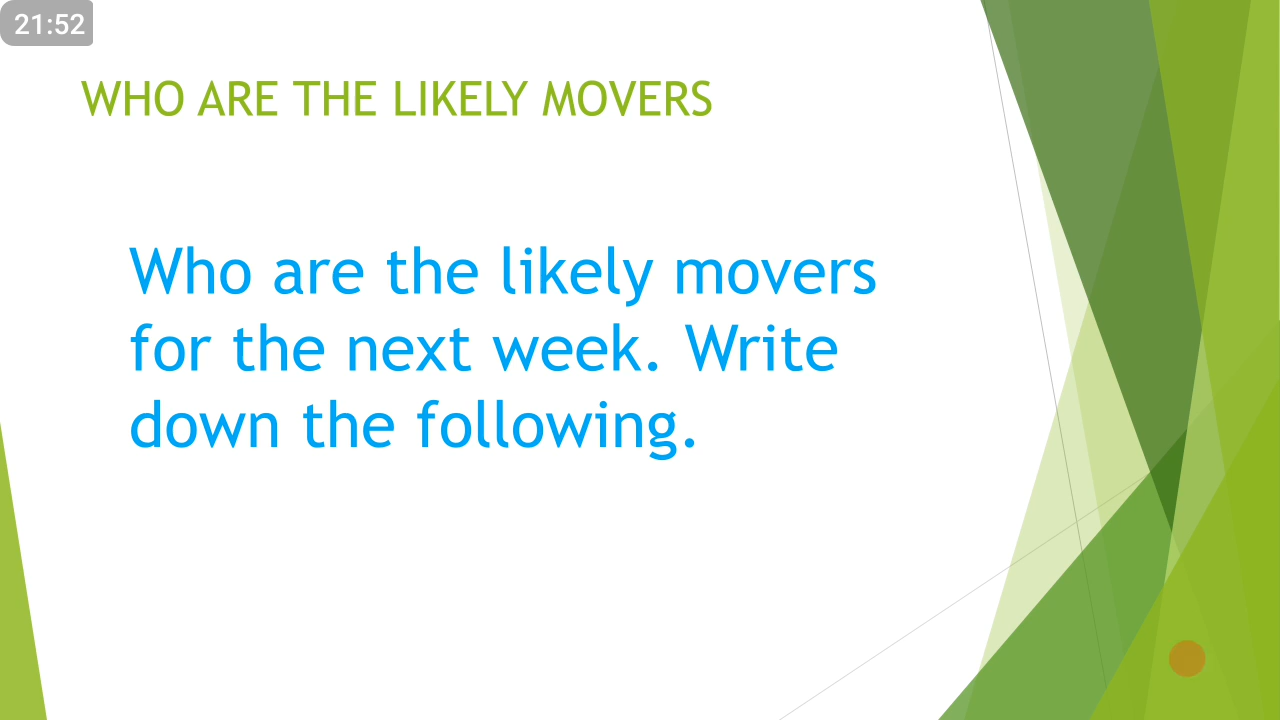 21:52
WHO ARE THE LIKELY MOVERS
Who are the likely movers
for the next week. Write
down the following.